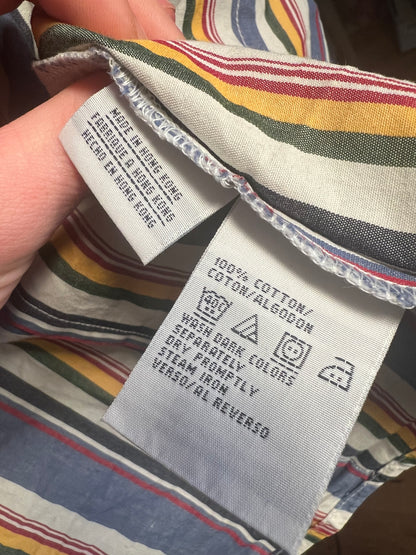 MADE IN HONG KONG
FABRIQUE A HONG KONG
HECHO EN HONG KONG
100% COTTON/
COTON/ALGODON
40C
WASH DARK COLORS
SEPARATELY
DRY PROMPTLY
STEAM IRON
VERSO/AL REVERSO